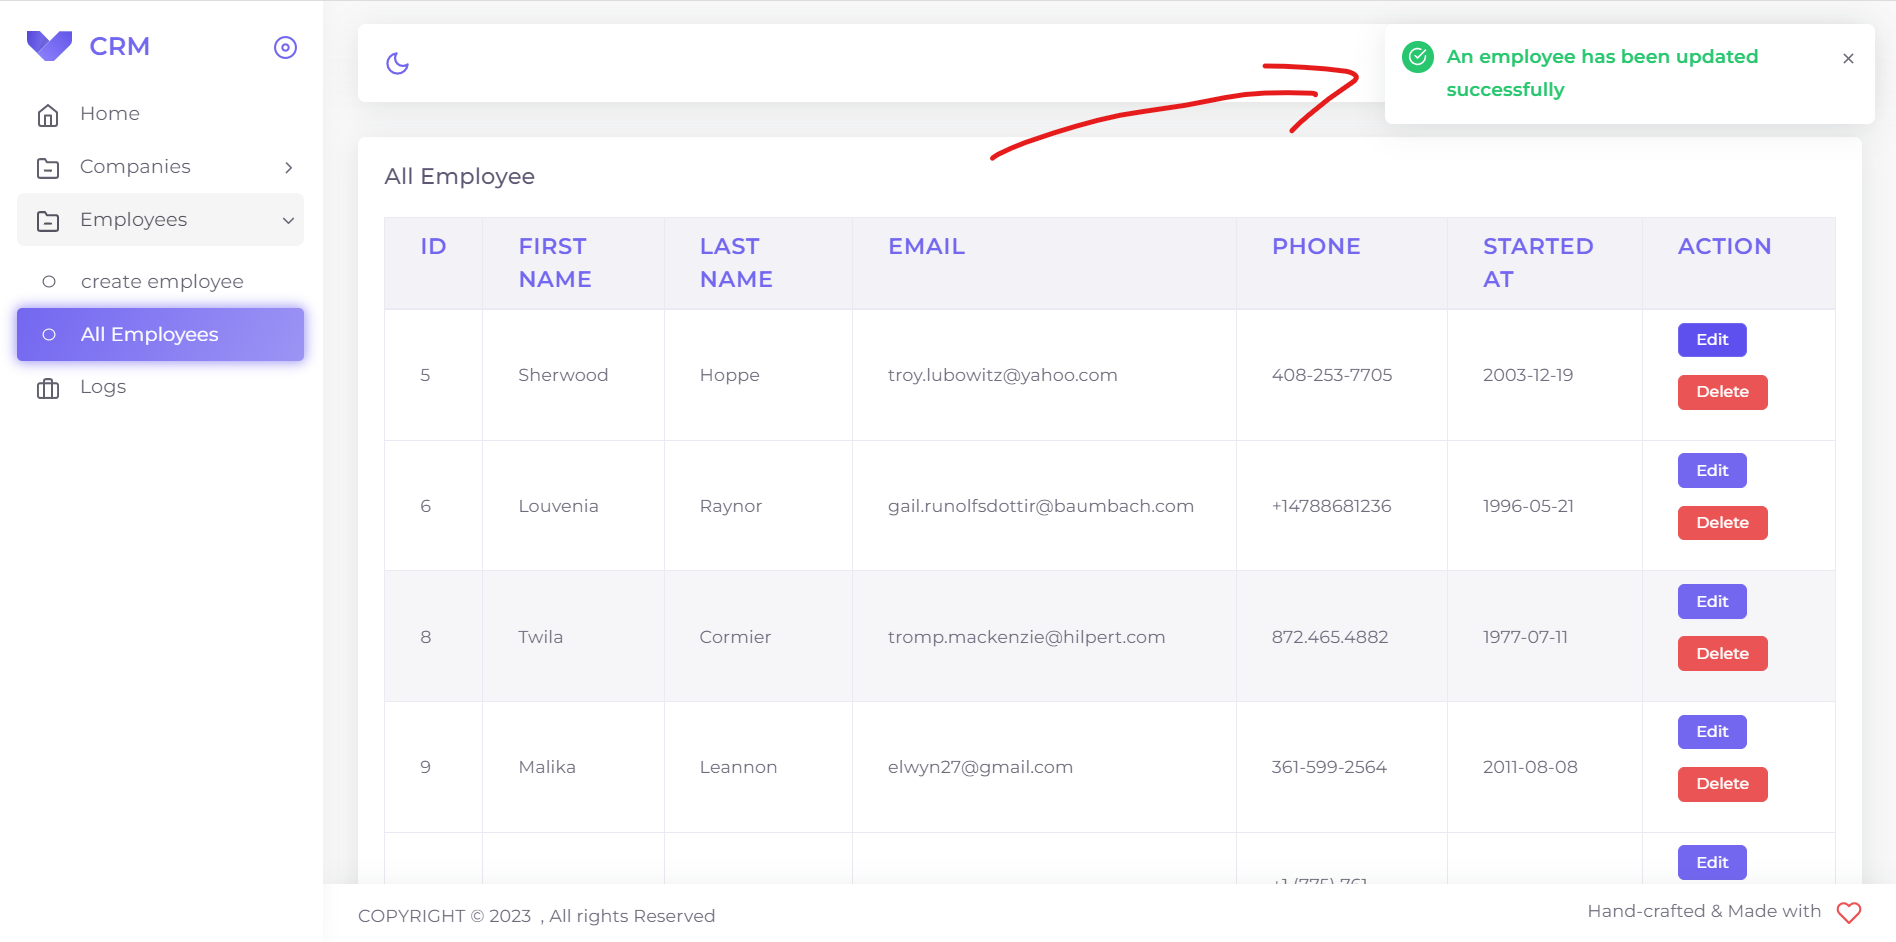 CRM
Home
Companies
Employees
create employee
All Employees
Logs
An employee has been updated
successfully
All Employee
ID FIRST NAME LAST NAME EMAIL PHONE STARTED AT ACTION
5 Sherwood Hoppe troy.lubowitz@yahoo.com 408-253-7705 2003-12-19 Edit
Delete
6 Louvenia Raynor gail.runolfsdottir@baumbach.com +14788681236 1996-05-21 Edit
Delete
8 Twila Cormier tromp.mackenzie@hilpert.com 872.465.4882 1977-07-11 Edit
Delete
9 Malika Leannon elwyn27@gmail.com 361-599-2564 2011-08-08 Edit
Delete
+1 (775) 761 Edit
COPYRIGHT © 2023 , All rights Reserved
Hand-crafted & Made with